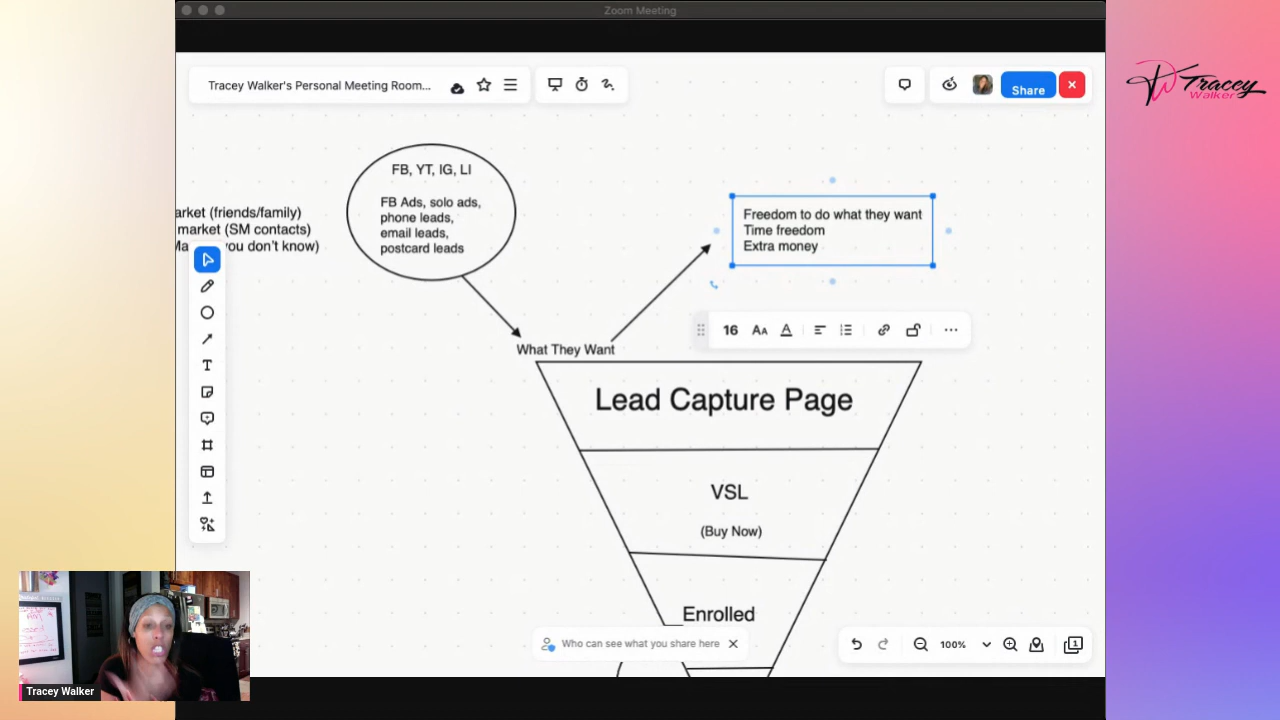 Zoom Meeting
Tracey Walker's Personal Meeting Room...
Share
Tracey
Walker
FB, YT, IG, LI
FB Ads, solo ads,
phone leads,
email leads,
postcard leads
arket (friends/family)
market (SM contacts)
you don't know)
Freedom to do what they want
Time freedom
Extra money
16
What They Want
Lead Capture Page
VSL
(Buy Now)
Enrolled
Who can see what you share here
100%
1
Tracey Walker